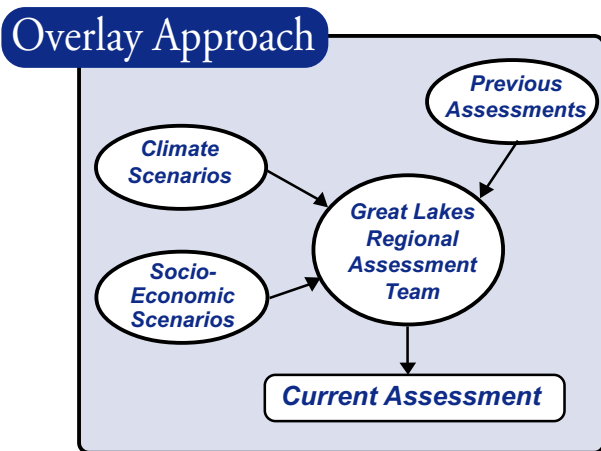 Overlay Approach
Previous
Assessments
Climate
Scenarios
Great Lakes
Regional
Assessment
Team
Socio-
Economic
Scenarios
Current Assessment